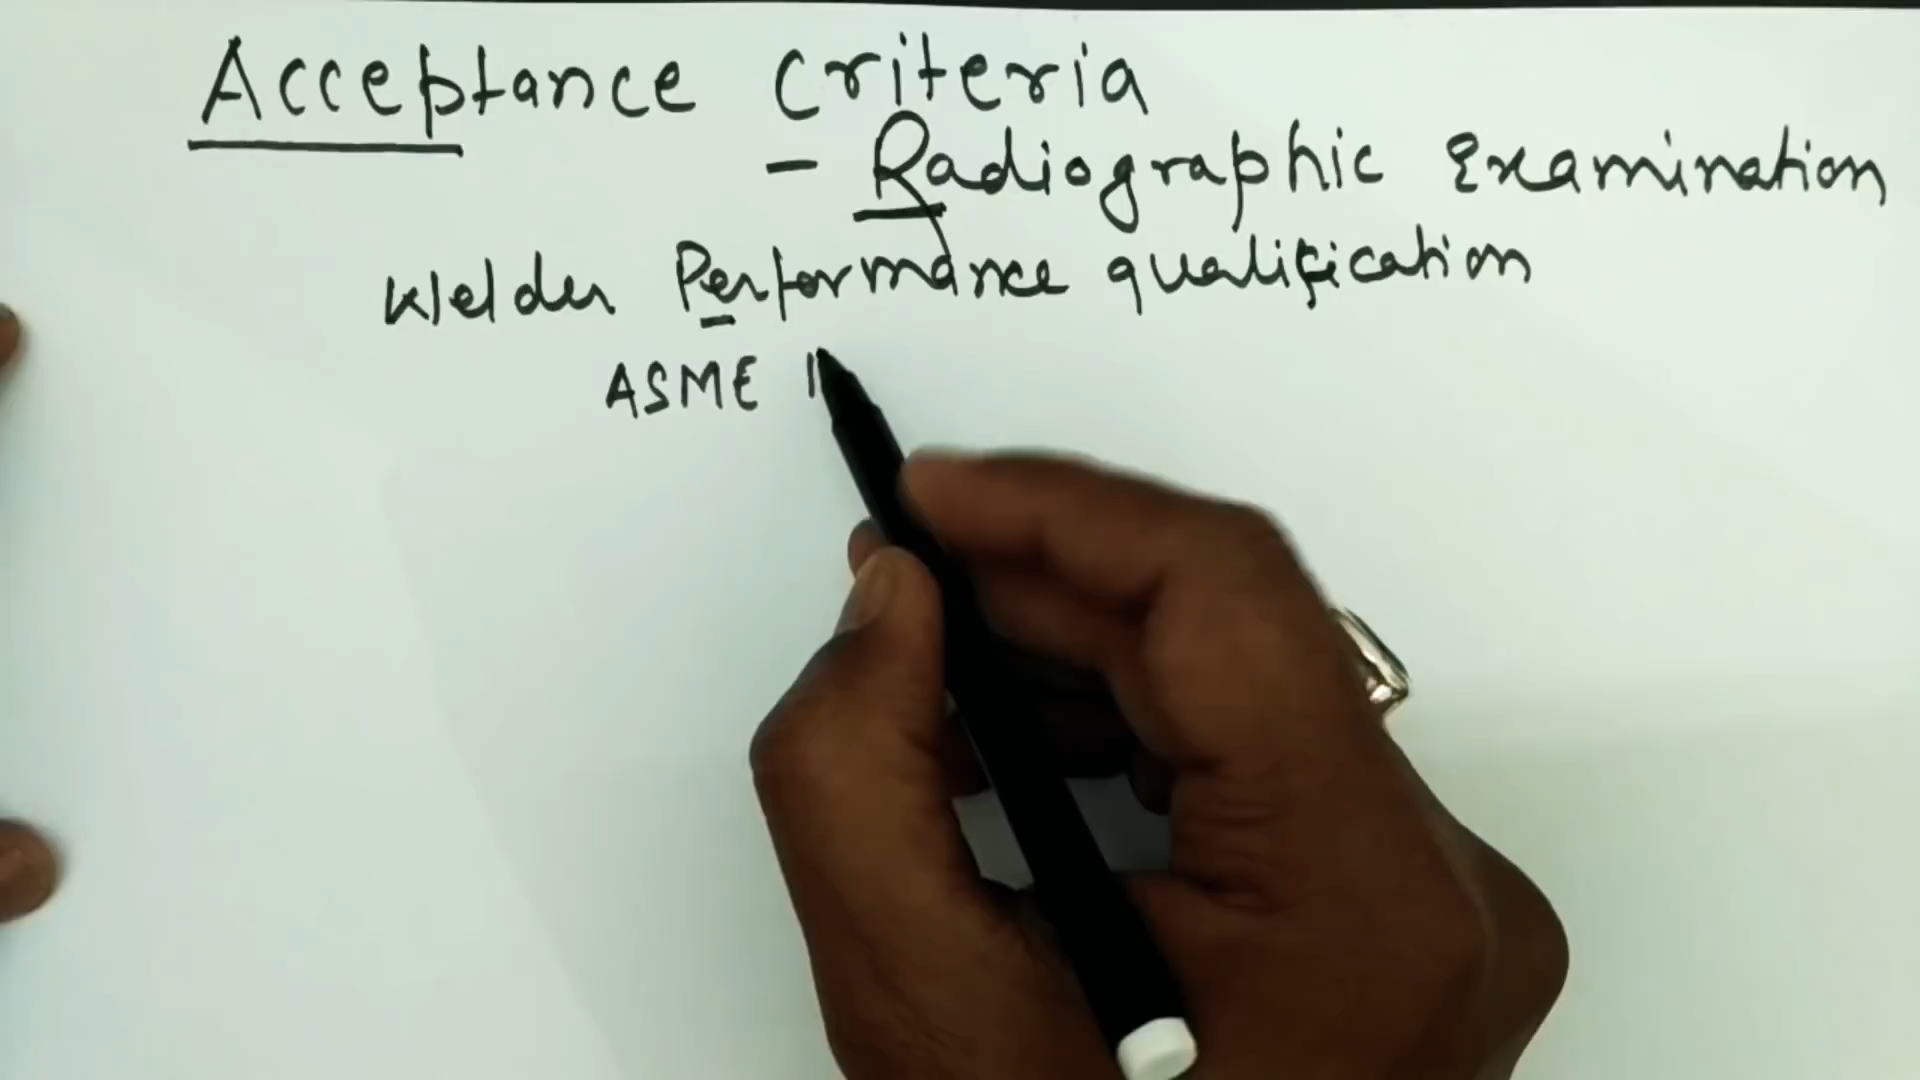 Acceptance Criteria
- Radiographic Examination
Welder Performance qualification
ASME I